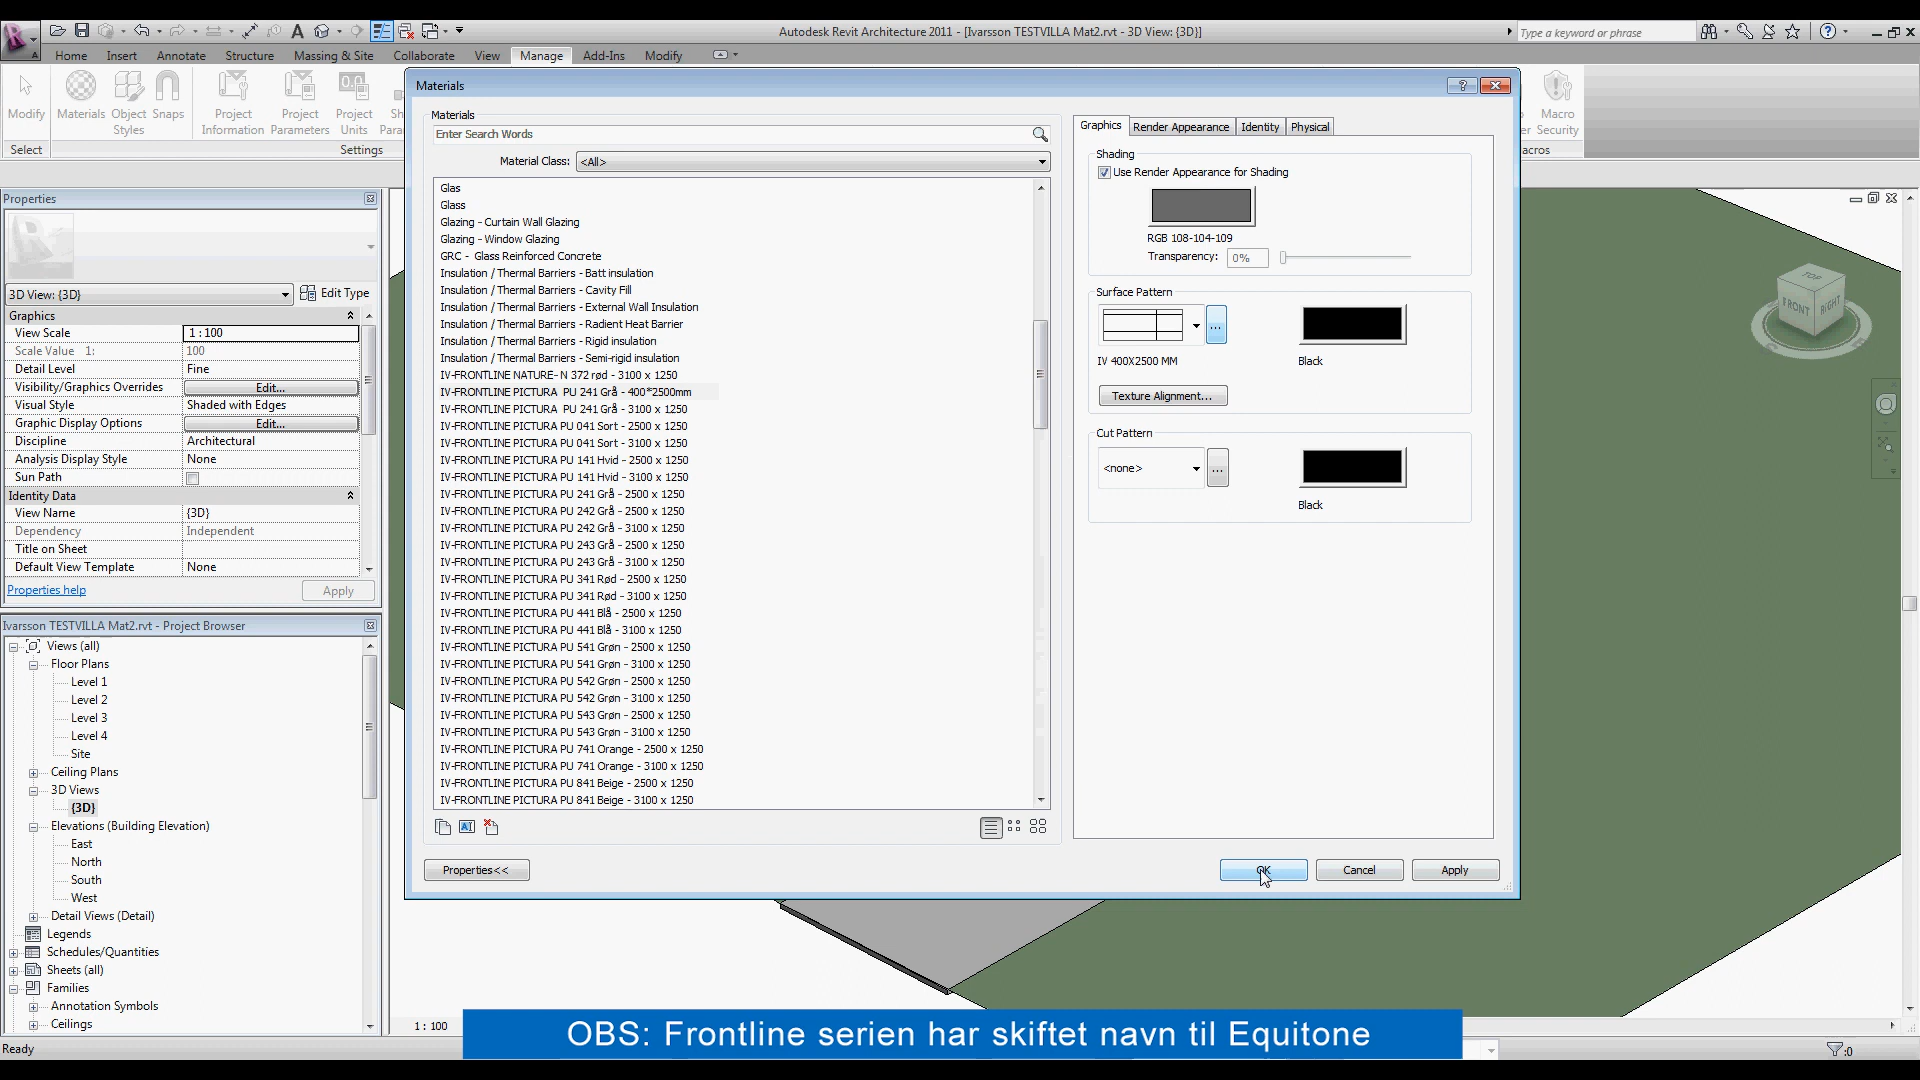 Autodesk Revit Architecture 2011 - [Ivarsson TESTVILLA Mat2.rvt - 3D View: {3D}]
Type a keyword or phrase
Home Insert Annotate Structure Massing & Site Collaborate View Manage Add-Ins Modify
Modify
Materials
Object
Styles
Snaps
Project
Information
Project
Parameters
Project
Units
Macro
Security
Select
Settings
Properties
3D View: {3D}
Edit Type
Graphics
View Scale 1 : 100
Scale Value 1: 100
Detail Level Fine
Visibility/Graphics Overrides Edit...
Visual Style Shaded with Edges
Graphic Display Options Edit...
Discipline Architectural
Analysis Display Style None
Sun Path
Identity Data
View Name {3D}
Dependency Independent
Title on Sheet
Default View Template None
Properties help
Apply
Ivarsson TESTVILLA Mat2.rvt - Project Browser
Views (all)
Floor Plans
Level 1
Level 2
Level 3
Level 4
Site
Ceiling Plans
3D Views
{3D}
Elevations (Building Elevation)
East
North
South
West
Detail Views (Detail)
Legends
Schedules/Quantities
Sheets (all)
Families
Annotation Symbols
Ceilings
Ready
Materials
Materials
Enter Search Words
Material Class: <All>
Glas
Glass
Glazing - Curtain Wall Glazing
Glazing - Window Glazing
GRC - Glass Reinforced Concrete
Insulation / Thermal Barriers - Batt insulation
Insulation / Thermal Barriers - Cavity Fill
Insulation / Thermal Barriers - External Wall Insulation
Insulation / Thermal Barriers - Radient Heat Barrier
Insulation / Thermal Barriers - Rigid insulation
Insulation / Thermal Barriers - Semi-rigid insulation
IV-FRONTLINE NATURE- N 372 rød - 3100 x 1250
IV-FRONTLINE PICTURA  PU 241 Grå - 400*2500mm
IV-FRONTLINE PICTURA  PU 241 Grå - 3100 x 1250
IV-FRONTLINE PICTURA PU 041 Sort - 2500 x 1250
IV-FRONTLINE PICTURA PU 041 Sort - 3100 x 1250
IV-FRONTLINE PICTURA PU 141 Hvid - 2500 x 1250
IV-FRONTLINE PICTURA PU 141 Hvid - 3100 x 1250
IV-FRONTLINE PICTURA PU 241 Grå - 2500 x 1250
IV-FRONTLINE PICTURA PU 242 Grå - 2500 x 1250
IV-FRONTLINE PICTURA PU 242 Grå - 3100 x 1250
IV-FRONTLINE PICTURA PU 243 Grå - 2500 x 1250
IV-FRONTLINE PICTURA PU 243 Grå - 3100 x 1250
IV-FRONTLINE PICTURA PU 341 Rød - 2500 x 1250
IV-FRONTLINE PICTURA PU 341 Rød - 3100 x 1250
IV-FRONTLINE PICTURA PU 441 Blå - 2500 x 1250
IV-FRONTLINE PICTURA PU 441 Blå - 3100 x 1250
IV-FRONTLINE PICTURA PU 541 Grøn - 2500 x 1250
IV-FRONTLINE PICTURA PU 541 Grøn - 3100 x 1250
IV-FRONTLINE PICTURA PU 542 Grøn - 2500 x 1250
IV-FRONTLINE PICTURA PU 542 Grøn - 3100 x 1250
IV-FRONTLINE PICTURA PU 543 Grøn - 2500 x 1250
IV-FRONTLINE PICTURA PU 543 Grøn - 3100 x 1250
IV-FRONTLINE PICTURA PU 741 Orange - 2500 x 1250
IV-FRONTLINE PICTURA PU 741 Orange - 3100 x 1250
IV-FRONTLINE PICTURA PU 841 Beige - 2500 x 1250
IV-FRONTLINE PICTURA PU 841 Beige - 3100 x 1250
Properties<<
Graphics Render Appearance Identity Physical
Shading
Use Render Appearance for Shading
RGB 108-104-109
Transparency: 0%
Surface Pattern
...
IV 400X2500 MM Black
Texture Alignment...
Cut Pattern
<none> ...
Black
OK Cancel Apply
TOP
FRONT RIGHT
1 : 100
OBS: Frontline serien har skiftet navn til Equitone
:0